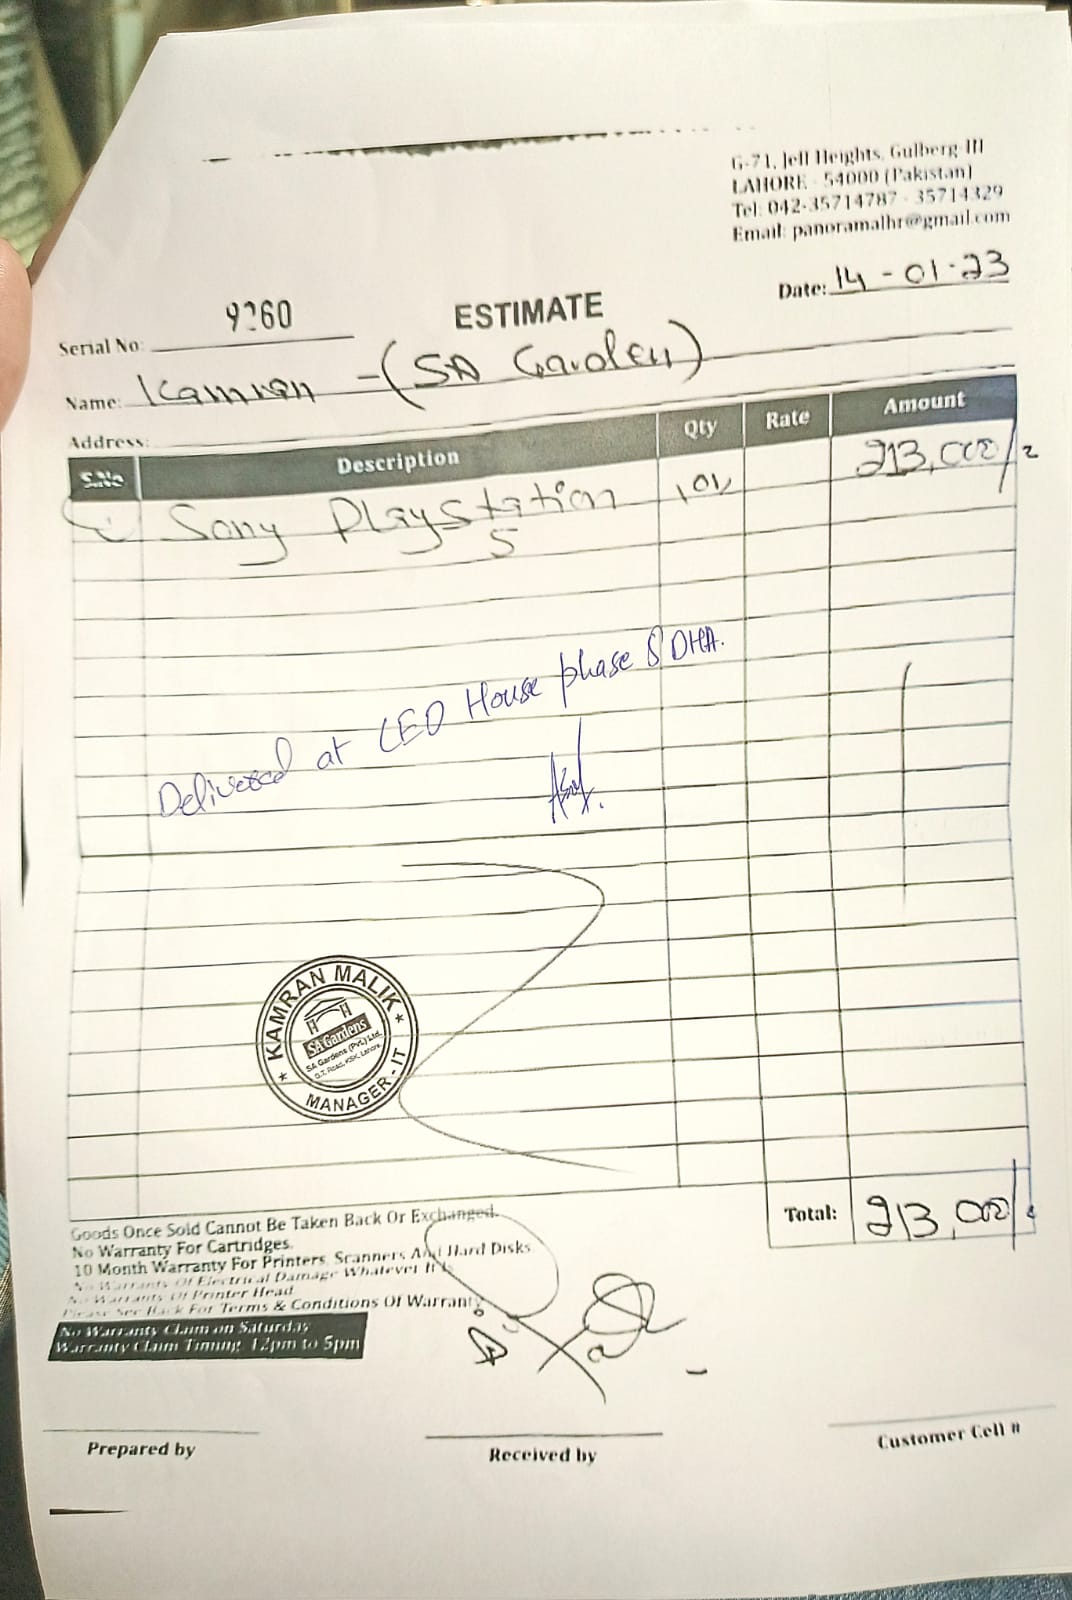 G-71, Jeff Heights, Gulberg-III
LAHORE - 54000 (Pakistan)
Tel: 042-35714787 - 35714329
Email: panoramalhr@gmail.com
Date: 14-01-23
ESTIMATE
Serial No:
Name: Kamran - (SA Garden)
Address:
S.No Description Qty Rate Amount
Sony PlayStation 5 01 213,000/
Delivered at CEO House phase 8 DHA.
KAMRAN MALIK
SA Gardens
SA Gardens (Pvt.) Ltd.
G.T. Road, KSK, Lahore.
MANAGER - IT
Total: 213,000/
Goods Once Sold Cannot Be Taken Back Or Exchanged.
No Warranty For Cartridges.
10 Month Warranty For Printers, Scanners And Hard Disks
No Warranty Of Electrical Damage Whatever It Is
No Warranty Of Printer Head
Please See Back For Terms & Conditions Of Warranty
No Warranty Claim on Saturday
Warranty Claim Timing 12pm to 5pm
Prepared by
Received by
Customer Cell #